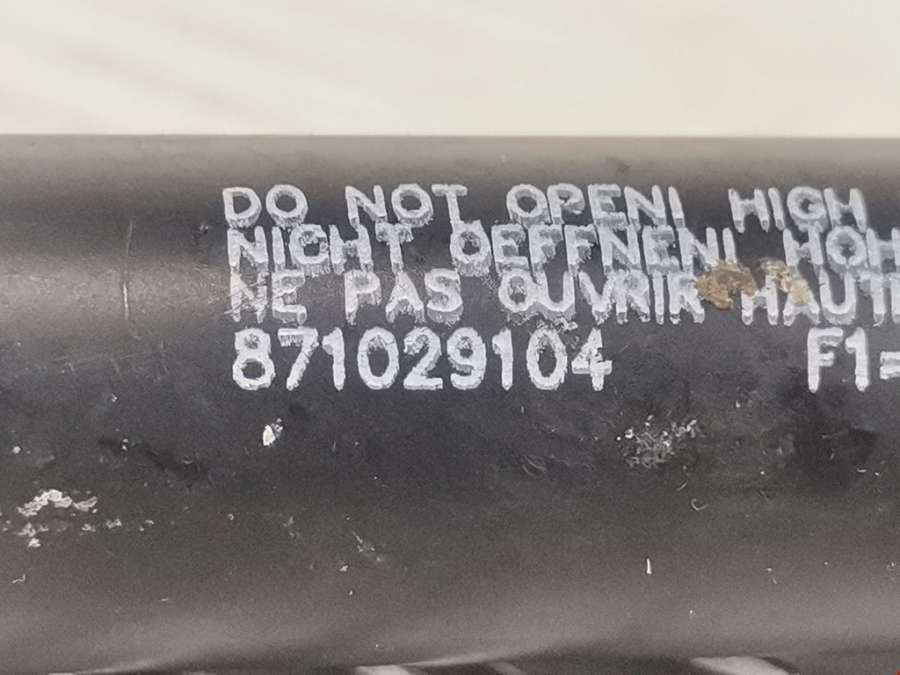 DO NOT OPEN! HIGH
NICHT OEFFNEN! HOH
NE PAS OUVRIR HAUT
871029104 F1=